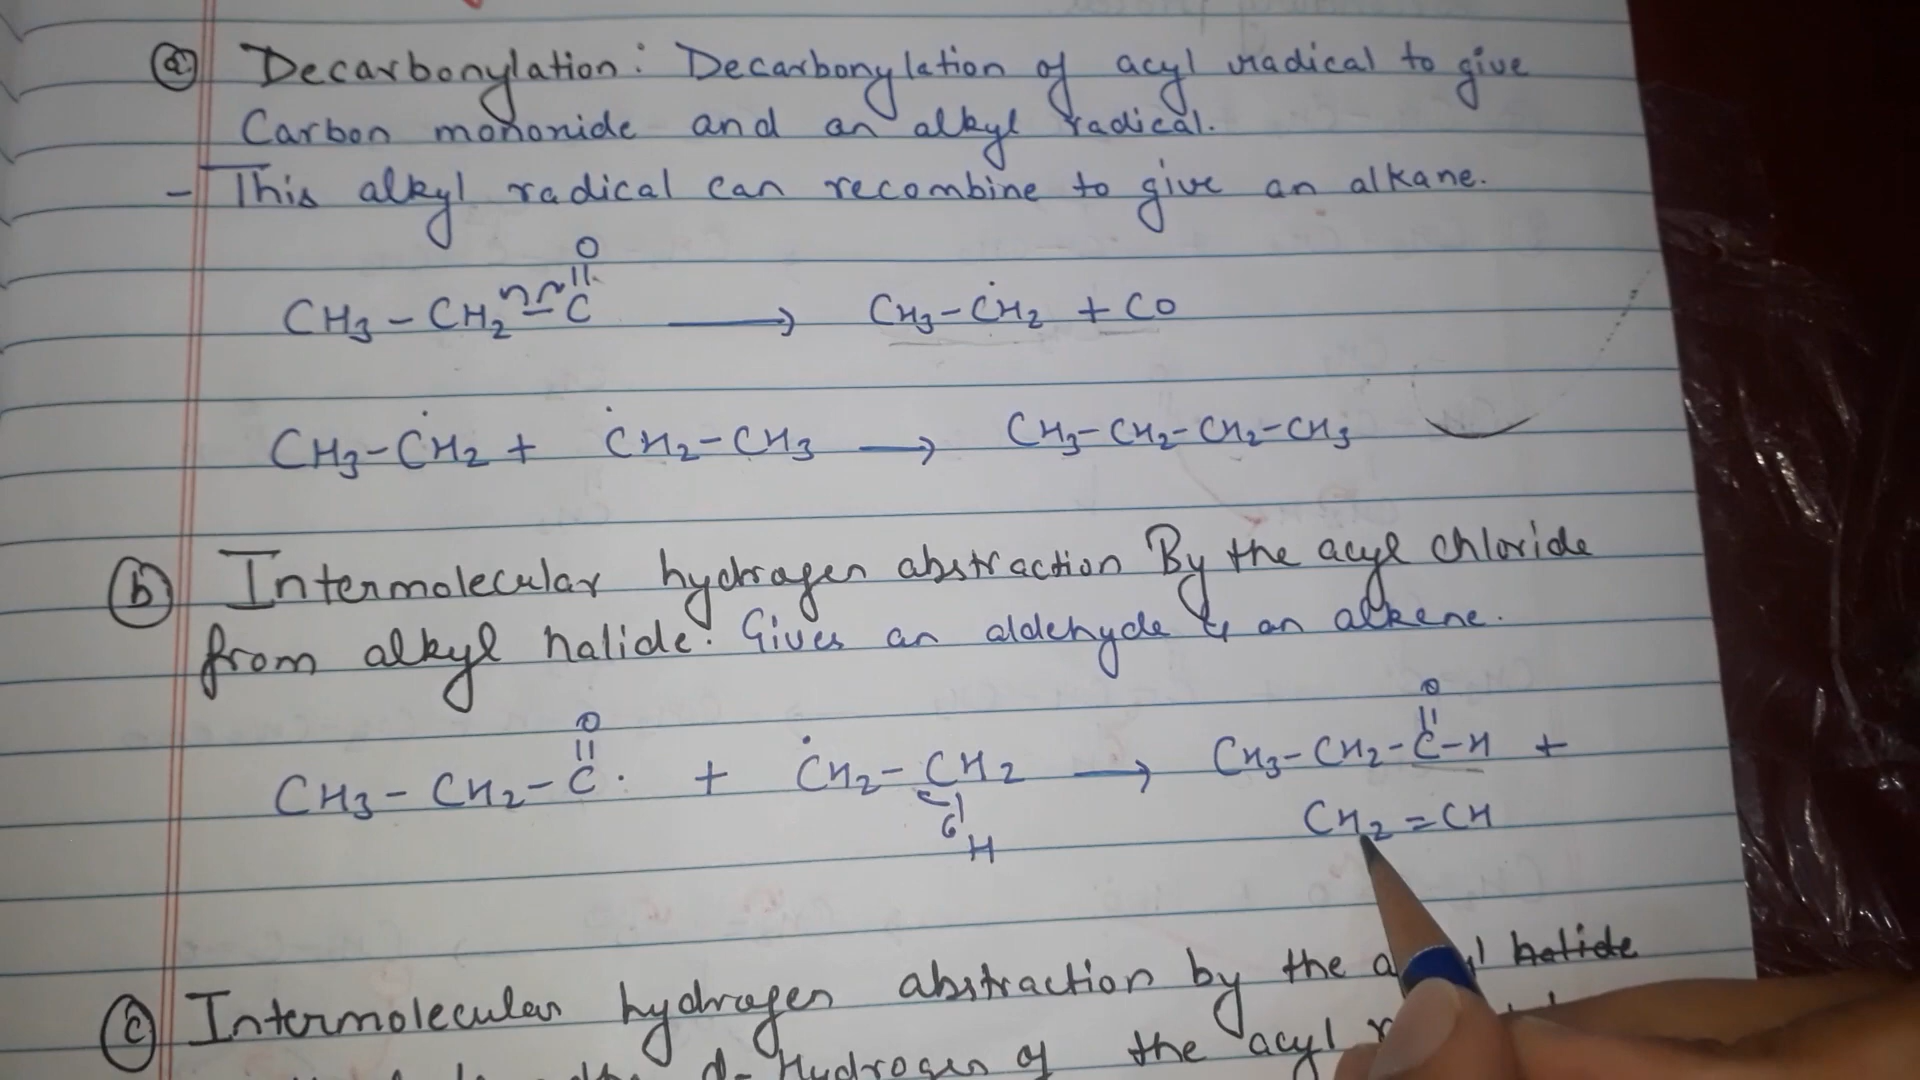 (a) Decarbonylation: Decarbonylation of acyl radical to give
Carbon monoxide and an alkyl radical.
- This alkyl radical can recombine to give an alkane.
O
||
CH3 - CH2 - C ⟶ CH3-ĊH2 + CO
CH3-ĊH2 + ĊH2-CH3 ⟶ CH3-CH2-CH2-CH3
(b) Intermolecular hydrogen abstraction By the acyl chloride
from alkyl halide. Gives an aldehyde & an alkene.
O O
|| ||
CH3 - CH2 - C· + ĊH2 - CH2 ⟶ CH3-CH2-C-H +
H CH2=CH
(c) Intermolecular hydrogen abstraction by the halide
Hydrogen of the acyl